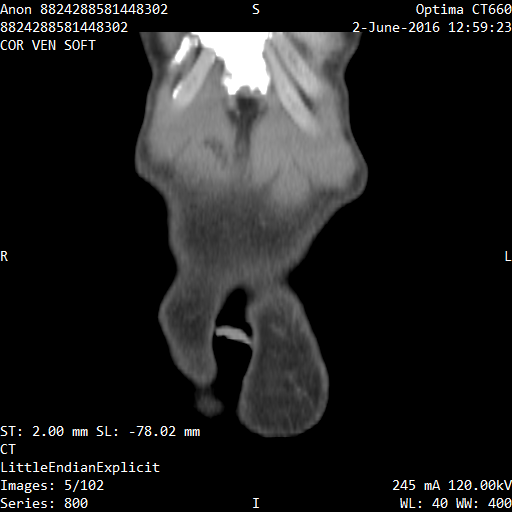 Anon 8824288581448302 S Optima CT660
8824288581448302 2-June-2016 12:59:23
COR VEN SOFT
R L
ST: 2.00 mm SL: -78.02 mm
CT
LittleEndianExplicit
Images: 5/102 245 mA 120.00kV
Series: 800 I WL: 40 WW: 400